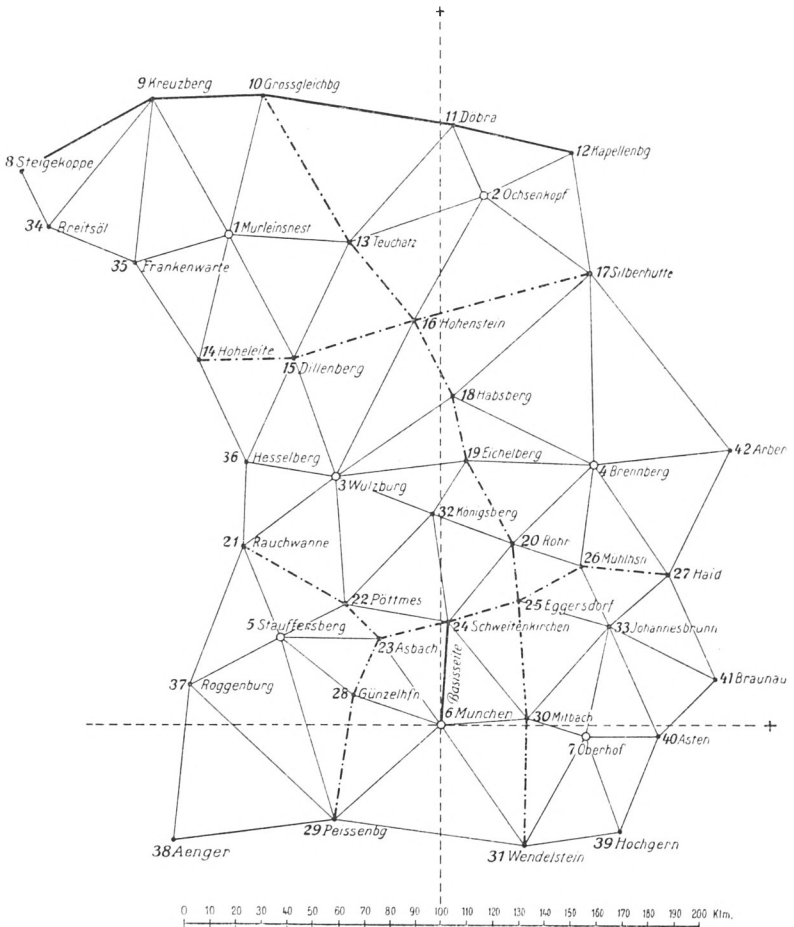 +
9 Kreuzberg
10 Grossgleichbg
11 Döbra
12 Kapellenbg
8 Steigekoppe
2 Ochsenkopf
34 Breitsöl
1 Murleinsnest
13 Teuchatz
35 Frankenwarte
17 Silberhütte
16 Hohenstein
14 Hoheleite
15 Dillenberg
18 Habsberg
42 Arber
36 Hesselberg
19 Eichelberg
3 Wülzburg
4 Brennberg
32 Königsberg
21 Rauchwanne
20 Rohr
26 Mühlhsn
27 Haid
22 Pöttmes
25 Eggersdorf
5 Stauffersberg
24 Schweitenkirchen
33 Johannesbrunn
23 Asbach
37 Roggenburg
28 Günzelhfn
Basisseite
41 Braunau
6 München
30 Mitbach
+
7 Oberhof
40 Asten
29 Peissenbg
38 Aenger
31 Wendelstein
39 Hochgern
0 10 20 30 40 50 60 70 80 90 100 110 120 130 140 150 160 170 180 190 200 Klm.